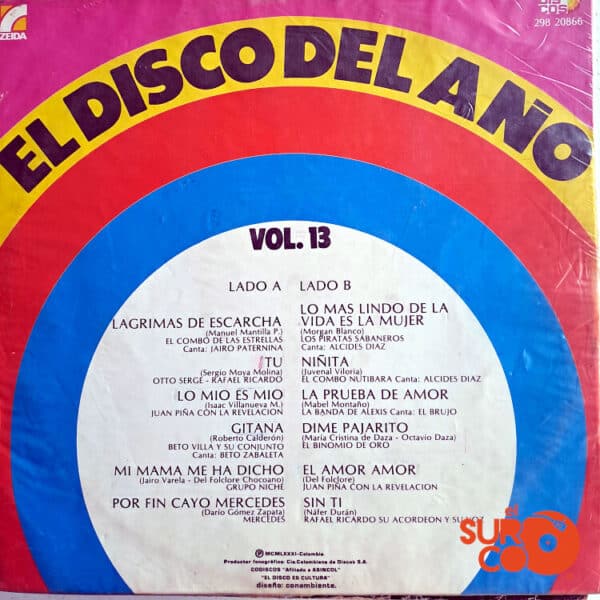 ZEIDA
DISCOS
298 20866
EL DISCO DEL AÑO
VOL. 13
LADO A
LAGRIMAS DE ESCARCHA
(Manuel Mantilla P.)
EL COMBO DE LAS ESTRELLAS
Canta: JAIRO PATERNINA
TU
(Sergio Moya Molina)
OTTO SERGE - RAFAEL RICARDO
LO MIO ES MIO
(Isaac Villanueva M.)
JUAN PIÑA CON LA REVELACION
GITANA
(Roberto Calderón)
BETO VILLA Y SU CONJUNTO
Canta: BETO ZABALETA
MI MAMA ME HA DICHO
(Jairo Varela - Del Folclore Chocoano)
GRUPO NICHE
POR FIN CAYO MERCEDES
(Darío Gómez Zapata)
MERCEDES
LADO B
LO MAS LINDO DE LA
VIDA ES LA MUJER
(Morgan Blanco)
LOS PIRATAS SABANEROS
Canta: ALCIDES DIAZ
NIÑITA
(Juvenal Viloria)
EL COMBO NUTIBARA Canta: ALCIDES DIAZ
LA PRUEBA DE AMOR
(Mabel Montaño)
LA BANDA DE ALEXIS Canta: EL BRUJO
DIME PAJARITO
(María Cristina de Daza - Octavio Daza)
EL BINOMIO DE ORO
EL AMOR AMOR
(Del Folclore)
JUAN PIÑA CON LA REVELACION
SIN TI
(Náfer Durán)
RAFAEL RICARDO SU ACORDEON Y SU VOZ
Ⓟ MCMLXXXI-Colombia
Productor fonográfico: Cía.Colombiana de Discos S.A.
CODISCOS "Afiliado a ASINCOL"
"EL DISCO ES CULTURA"
diseño: conambiente.
el
SURCO